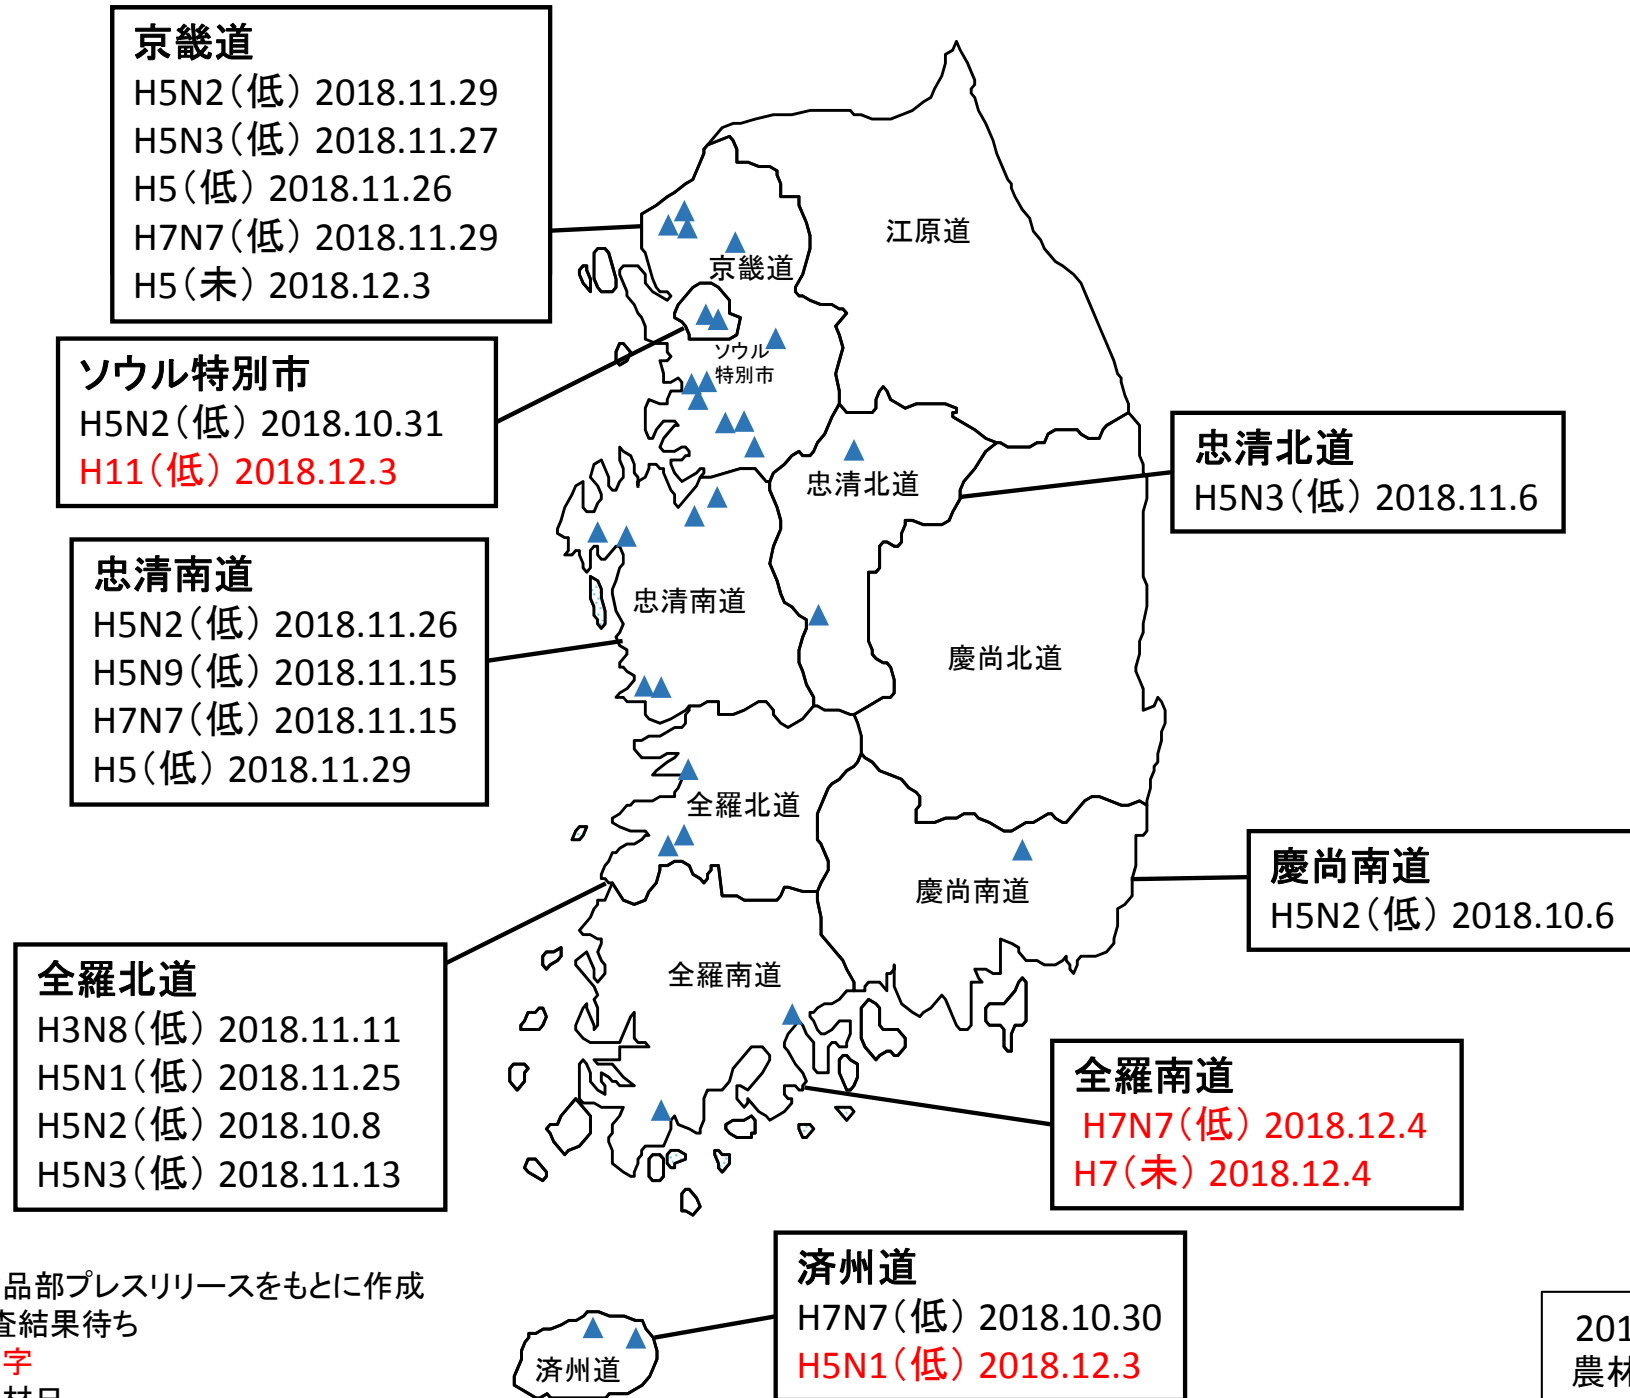 京畿道
H5N2（低） 2018.11.29
H5N3（低） 2018.11.27
H5（低） 2018.11.26
H7N7（低） 2018.11.29
H5（未） 2018.12.3
ソウル特別市
H5N2（低） 2018.10.31
H11（低） 2018.12.3
忠清南道
H5N2（低） 2018.11.26
H5N9（低） 2018.11.15
H7N7（低） 2018.11.15
H5（低） 2018.11.29
全羅北道
H3N8（低） 2018.11.11
H5N1（低） 2018.11.25
H5N2（低） 2018.10.8
H5N3（低） 2018.11.13
江原道
京畿道
ソウル
特別市
忠清北道
忠清南道
慶尚北道
全羅北道
慶尚南道
全羅南道
済州道
忠清北道
H5N3（低） 2018.11.6
慶尚南道
H5N2（低） 2018.10.6
全羅南道
H7N7（低） 2018.12.4
H7（未） 2018.12.4
済州道
H7N7（低） 2018.10.30
H5N1（低） 2018.12.3
品部プレスリリースをもとに作成
査結果待ち
字
材日
201
農林